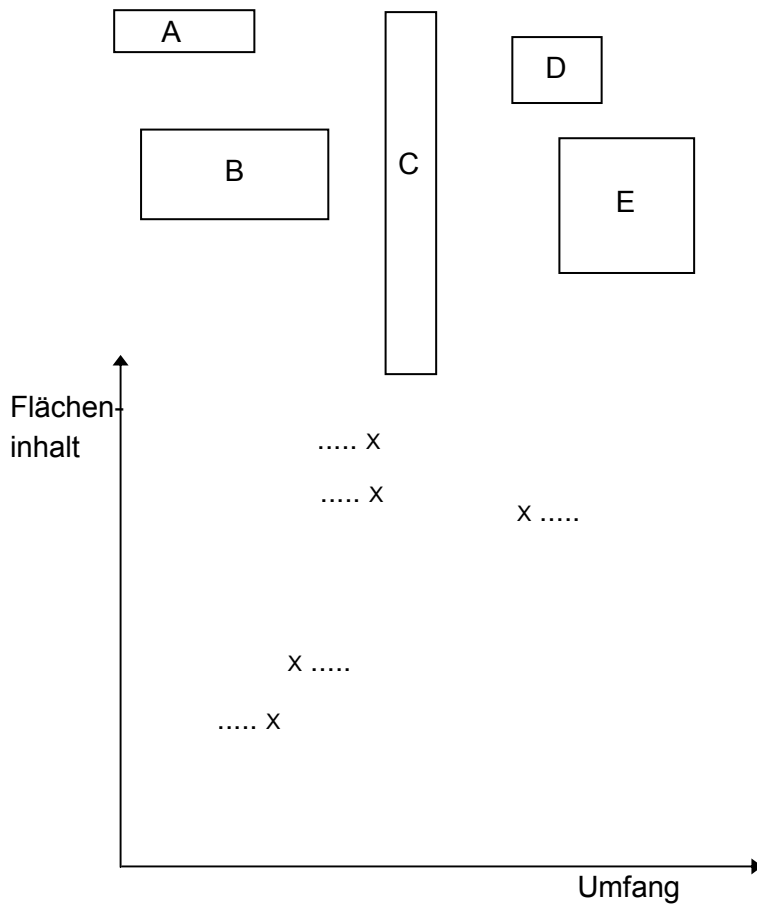 A
D
B
C
E
Flächen-
inhalt
..... X
..... X
X .....
X .....
..... X
Umfang